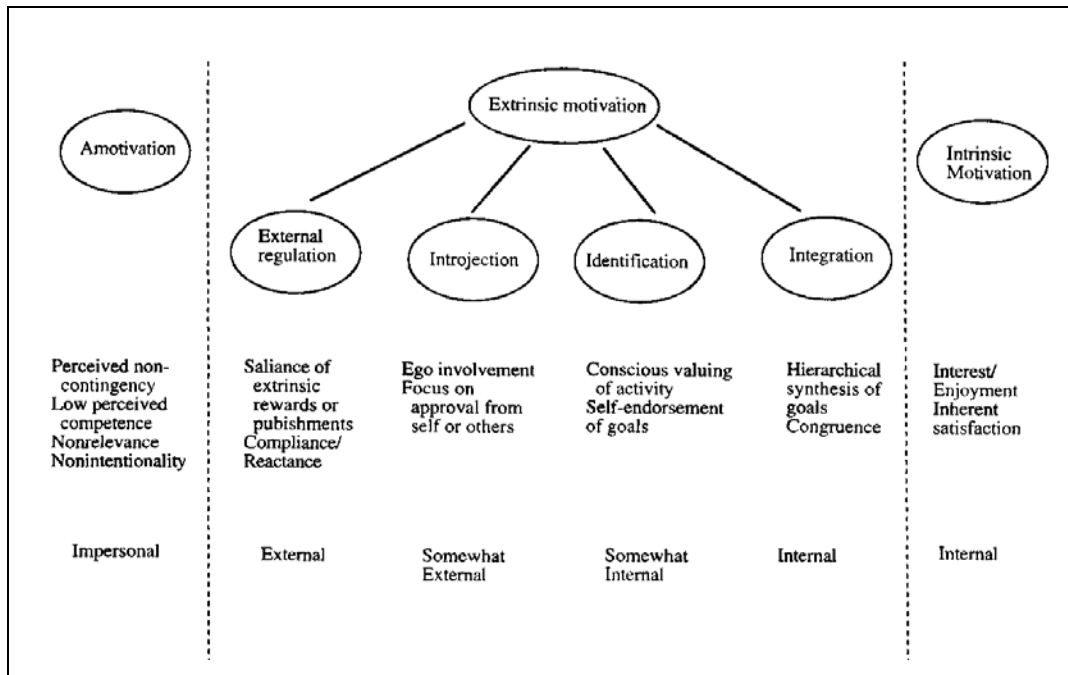 Extrinsic motivation
Amotivation
Intrinsic
Motivation
External
regulation
Introjection
Identification
Integration
Perceived non-
contingency
Low perceived
competence
Nonrelevance
Nonintentionality
Saliance of
extrinsic
rewards or
pubishments
Compliance/
Reactance
Ego involvement
Focus on
approval from
self or others
Conscious valuing
of activity
Self-endorsement
of goals
Hierarchical
synthesis of
goals
Congruence
Interest/
Enjoyment
Inherent
satisfaction
Impersonal
External
Somewhat
External
Somewhat
Internal
Internal
Internal